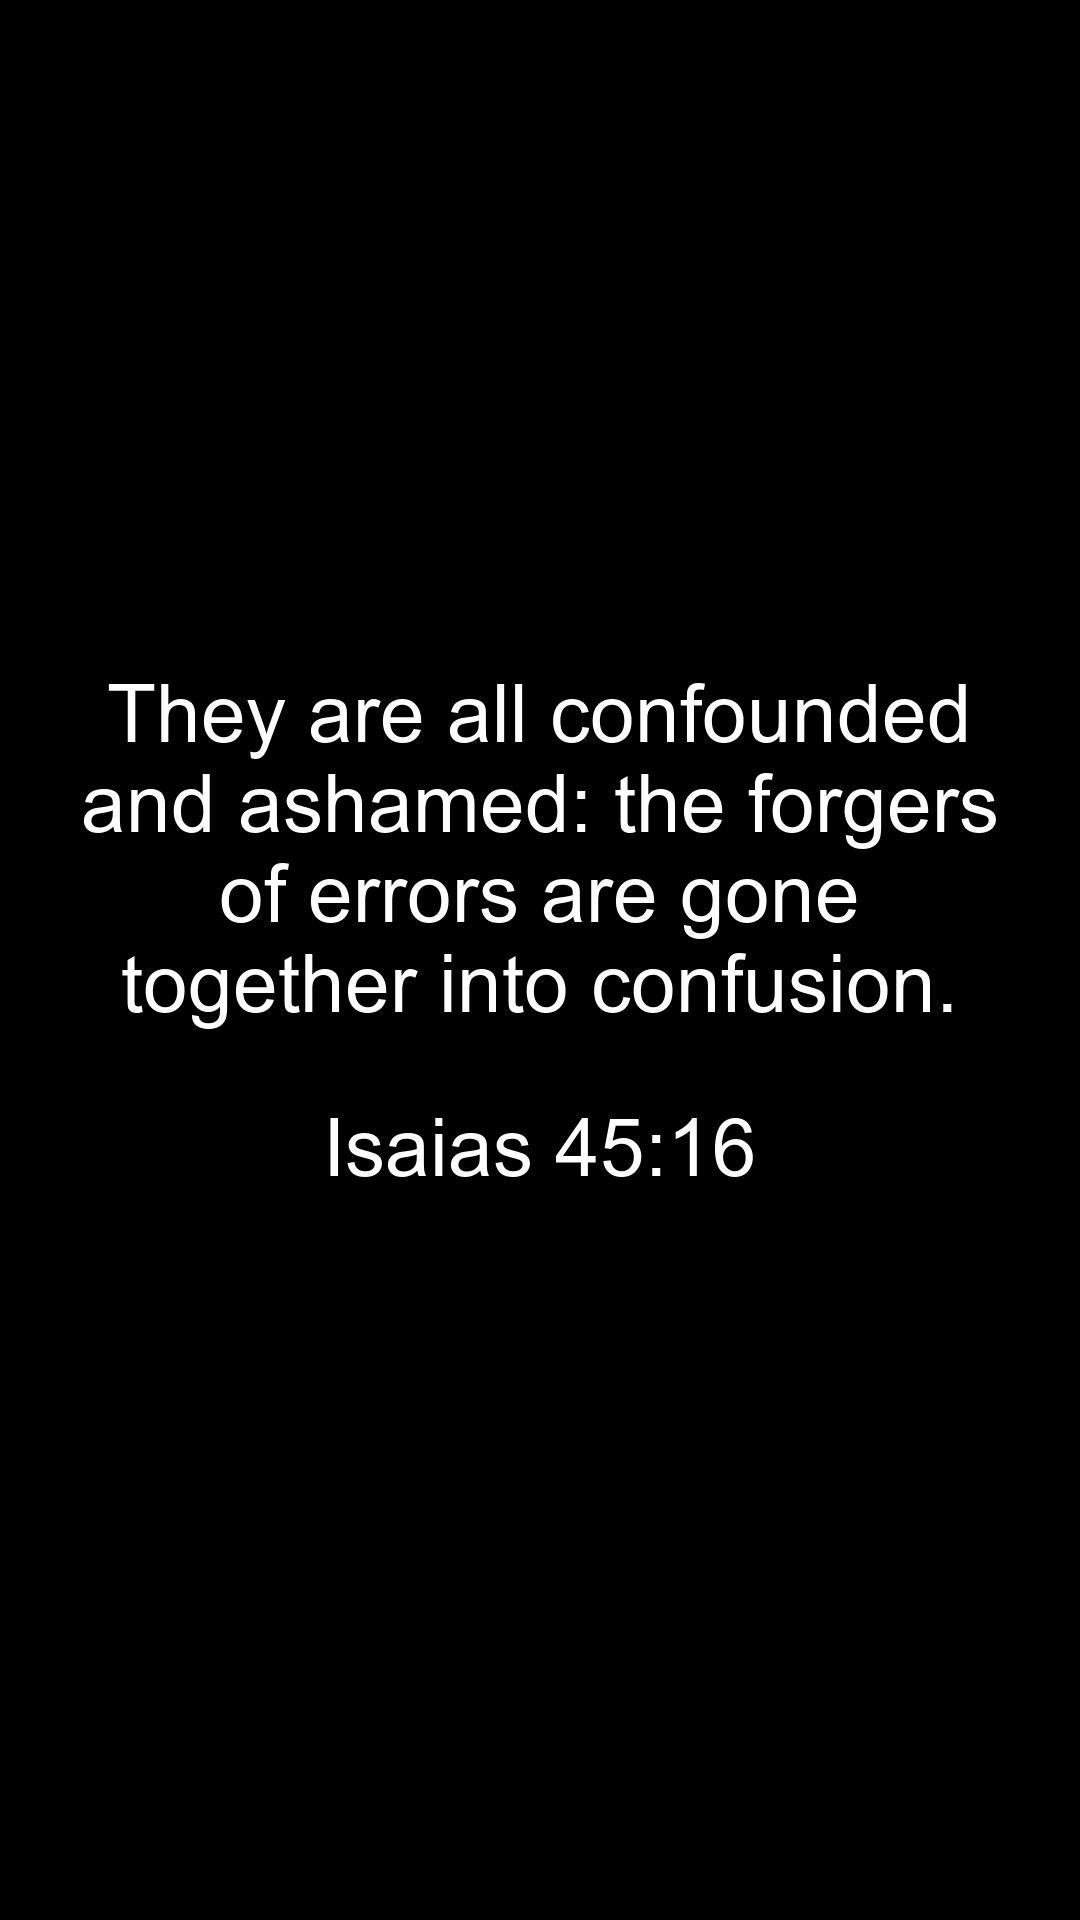 They are all confounded
and ashamed: the forgers
of errors are gone
together into confusion.
Isaias 45:16